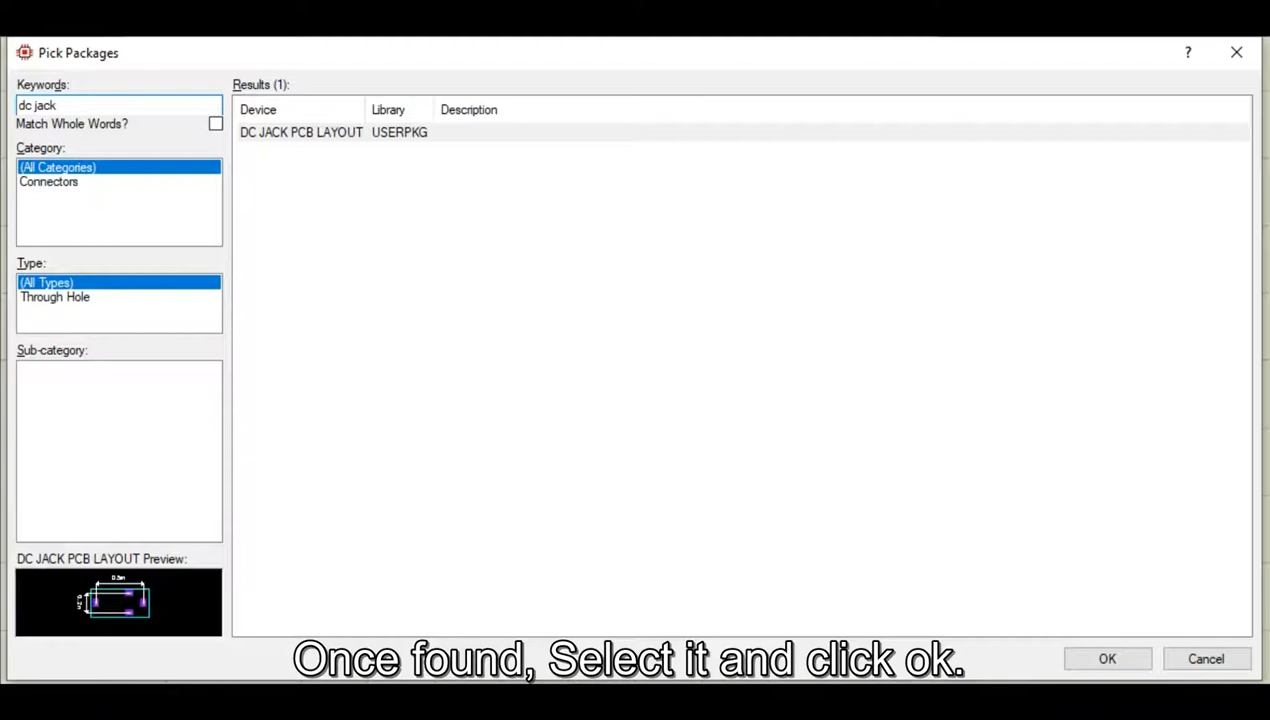 Pick Packages
?
Keywords:
dc jack
Match Whole Words?
Category:
(All Categories)
Connectors
Type:
(All Types)
Through Hole
Sub-category:
DC JACK PCB LAYOUT Preview:
Results (1):
Device Library Description
DC JACK PCB LAYOUT USERPKG
Once found, Select it and click ok.
OK Cancel